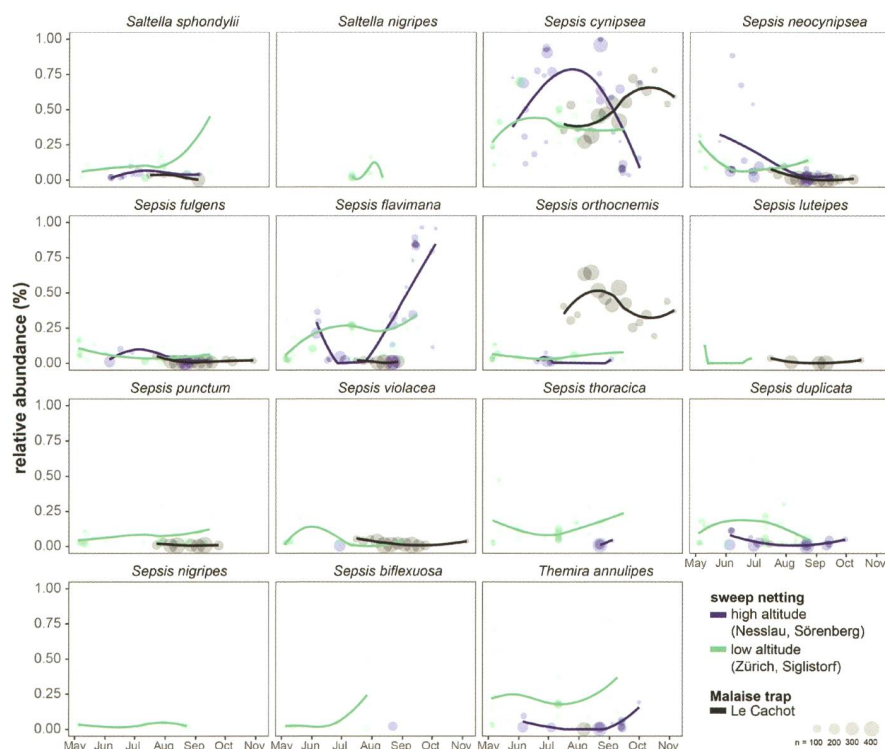 Saltella sphondylii
Saltella nigripes
Sepsis cynipsea
Sepsis neocynipsea
1.00
0.75
0.50
0.25
0.00
Sepsis fulgens
Sepsis flavimana
Sepsis orthocnemis
Sepsis luteipes
1.00
0.75
0.50
0.25
0.00
relative abundance (%)
Sepsis punctum
Sepsis violacea
Sepsis thoracica
Sepsis duplicata
1.00
0.75
0.50
0.25
0.00
May Jun Jul Aug Sep Oct Nov
Sepsis nigripes
Sepsis biflexuosa
Themira annulipes
1.00
0.75
0.50
0.25
0.00
May Jun Jul Aug Sep Oct Nov
May Jun Jul Aug Sep Oct Nov
May Jun Jul Aug Sep Oct Nov
sweep netting
high altitude
(Nesslau, Sörenberg)
low altitude
(Zürich, Siglistorf)
Malaise trap
Le Cachot
n = 100 200 300 400